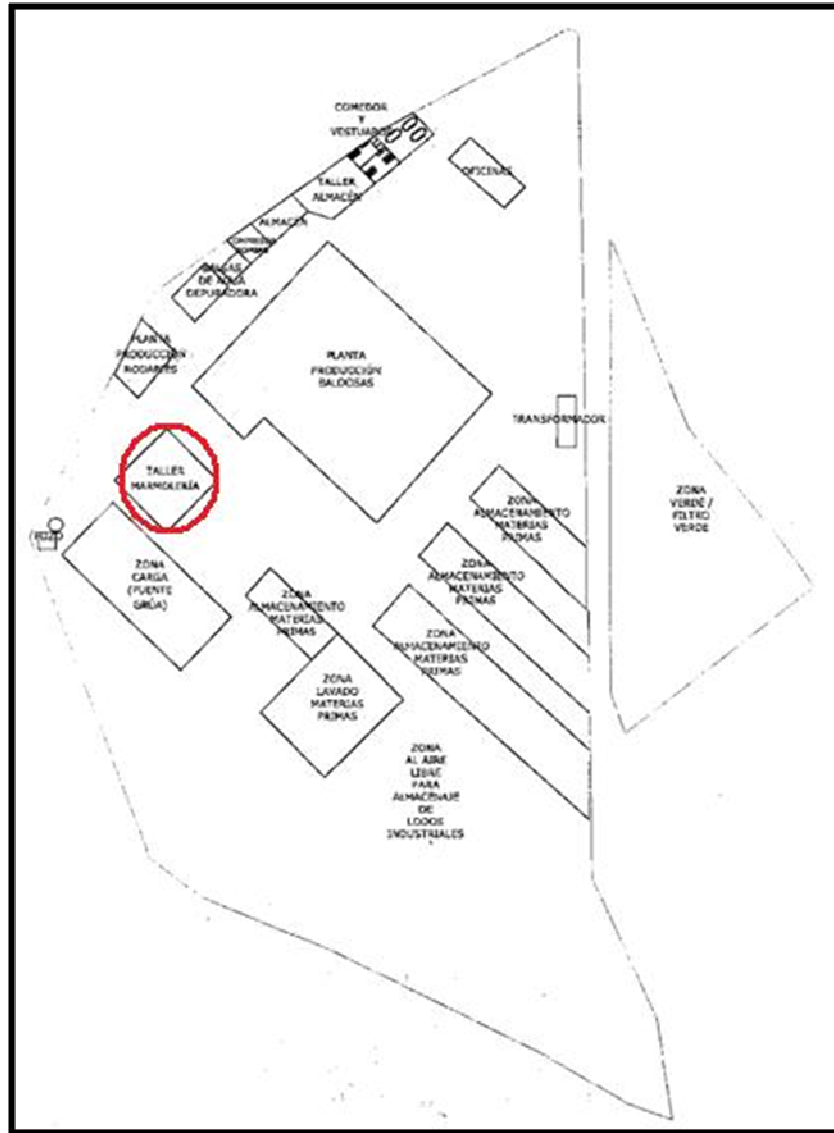 COMEDOR
Y
VESTUARIO
OFICINAS
TALLER
ALMACÉN
ALMACÉN
BALSAS
DE AGUA
DEPURADORA
PLANTA
PRODUCCIÓN
RODAPIES
PLANTA
PRODUCCIÓN
BALDOSAS
TRANSFORMADOR
TALLER
MARMOLERÍA
ZONA
VERDE /
FILTRO
VERDE
ZONA
ALMACENAMIENTO
MATERIAS
PRIMAS
POZO
ZONA
CARGA
(PUENTE
GRÚA)
ZONA
ALMACENAMIENTO
MATERIAS
PRIMAS
ZONA
ALMACENAMIENTO
MATERIAS
PRIMAS
ZONA
ALMACENAMIENTO
MATERIAS
PRIMAS
ZONA
LAVADO
MATERIAS
PRIMAS
ZONA
AL AIRE
LIBRE
PARA
ALMACENAJE
DE
LODOS
INDUSTRIALES